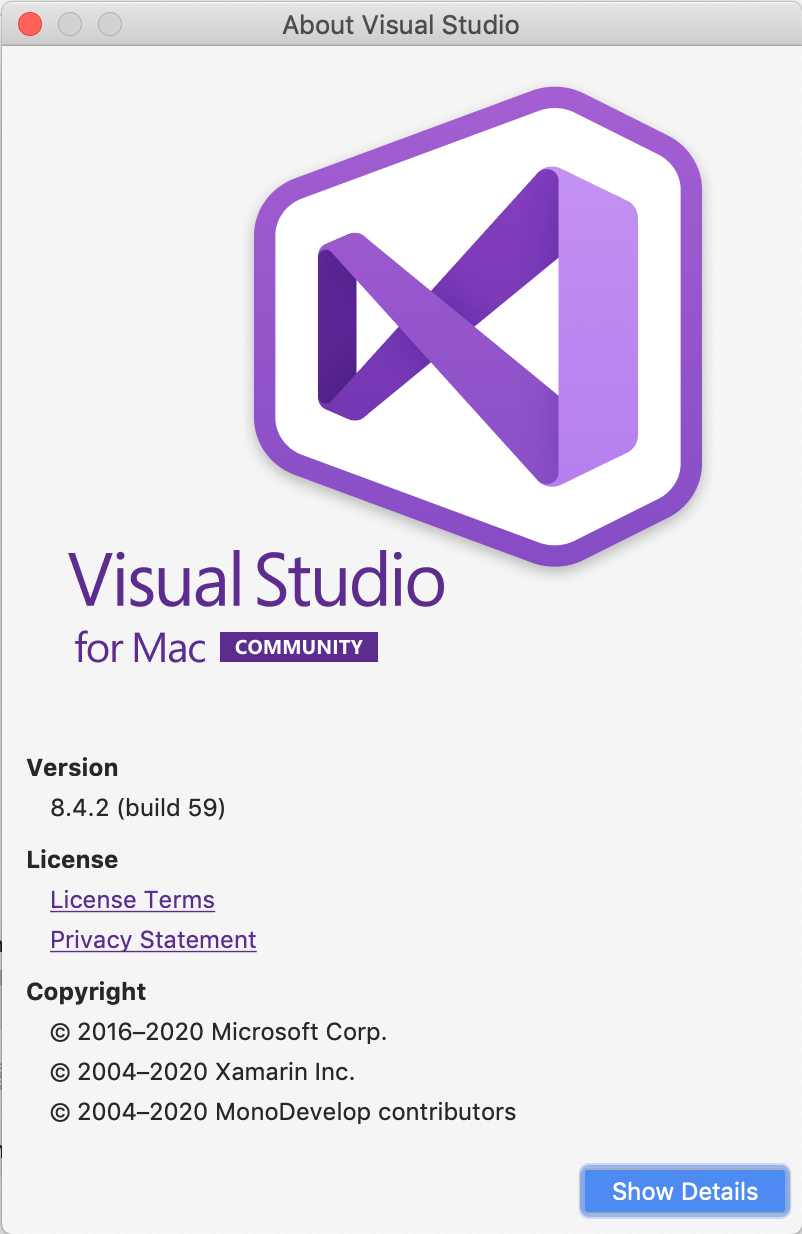 About Visual Studio
Visual Studio
for Mac COMMUNITY
Version
8.4.2 (build 59)
License
License Terms
Privacy Statement
Copyright
© 2016–2020 Microsoft Corp.
© 2004–2020 Xamarin Inc.
© 2004–2020 MonoDevelop contributors
Show Details